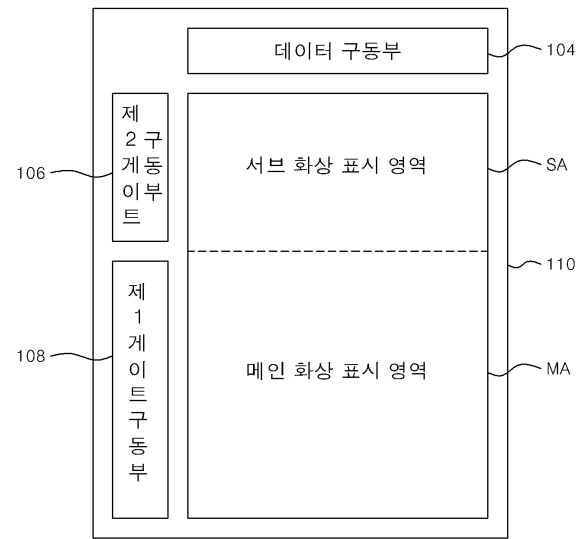 데이터 구동부
104
제2게이트
구동부
106
서브 화상 표시 영역
SA
110
제1게이트구동부
108
메인 화상 표시 영역
MA